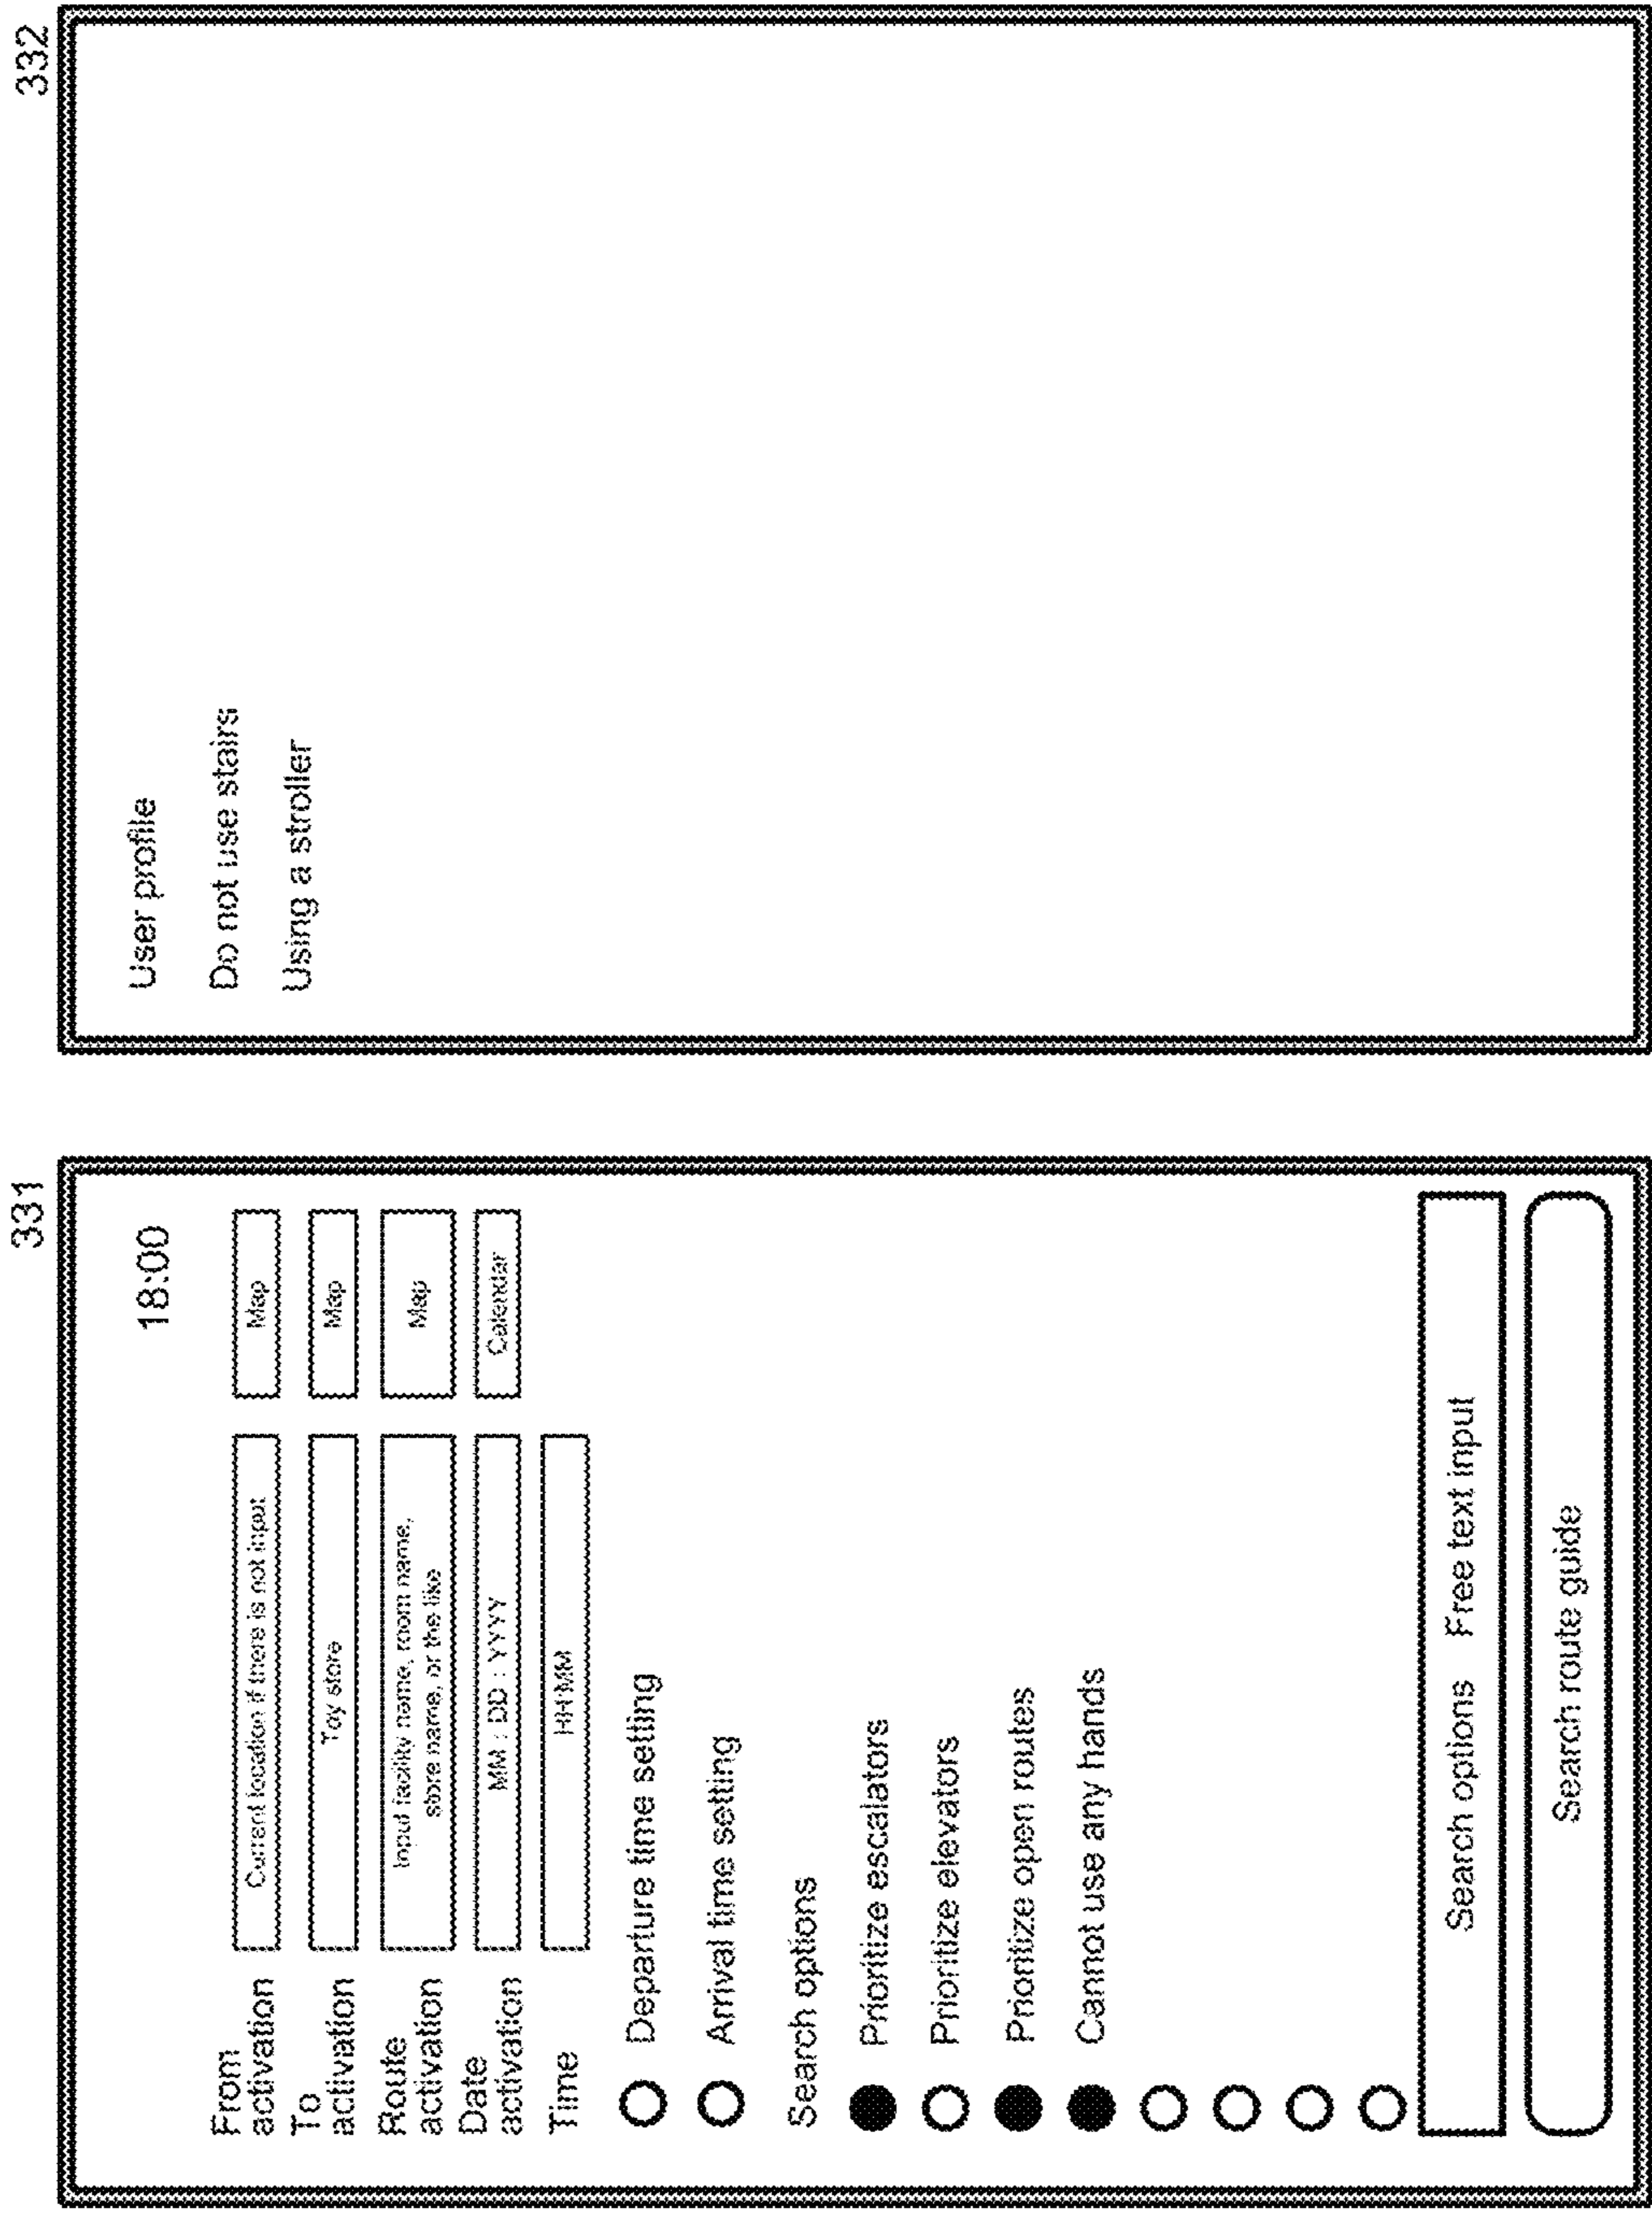 331
18:00
From
activation
Current location if there is not input
Map
To
activation
Toy store
Map
Route
activation
Input facility name, room name,
store name, or the like
Map
Date
activation
MM : DD : YYYY
Calendar
Time
HH:MM
Departure time setting
Arrival time setting
Search options
Prioritize escalators
Prioritize elevators
Prioritize open routes
Cannot use any hands
Search options Free text input
Search route guide
332
User profile
Do not use stairs
Using a stroller